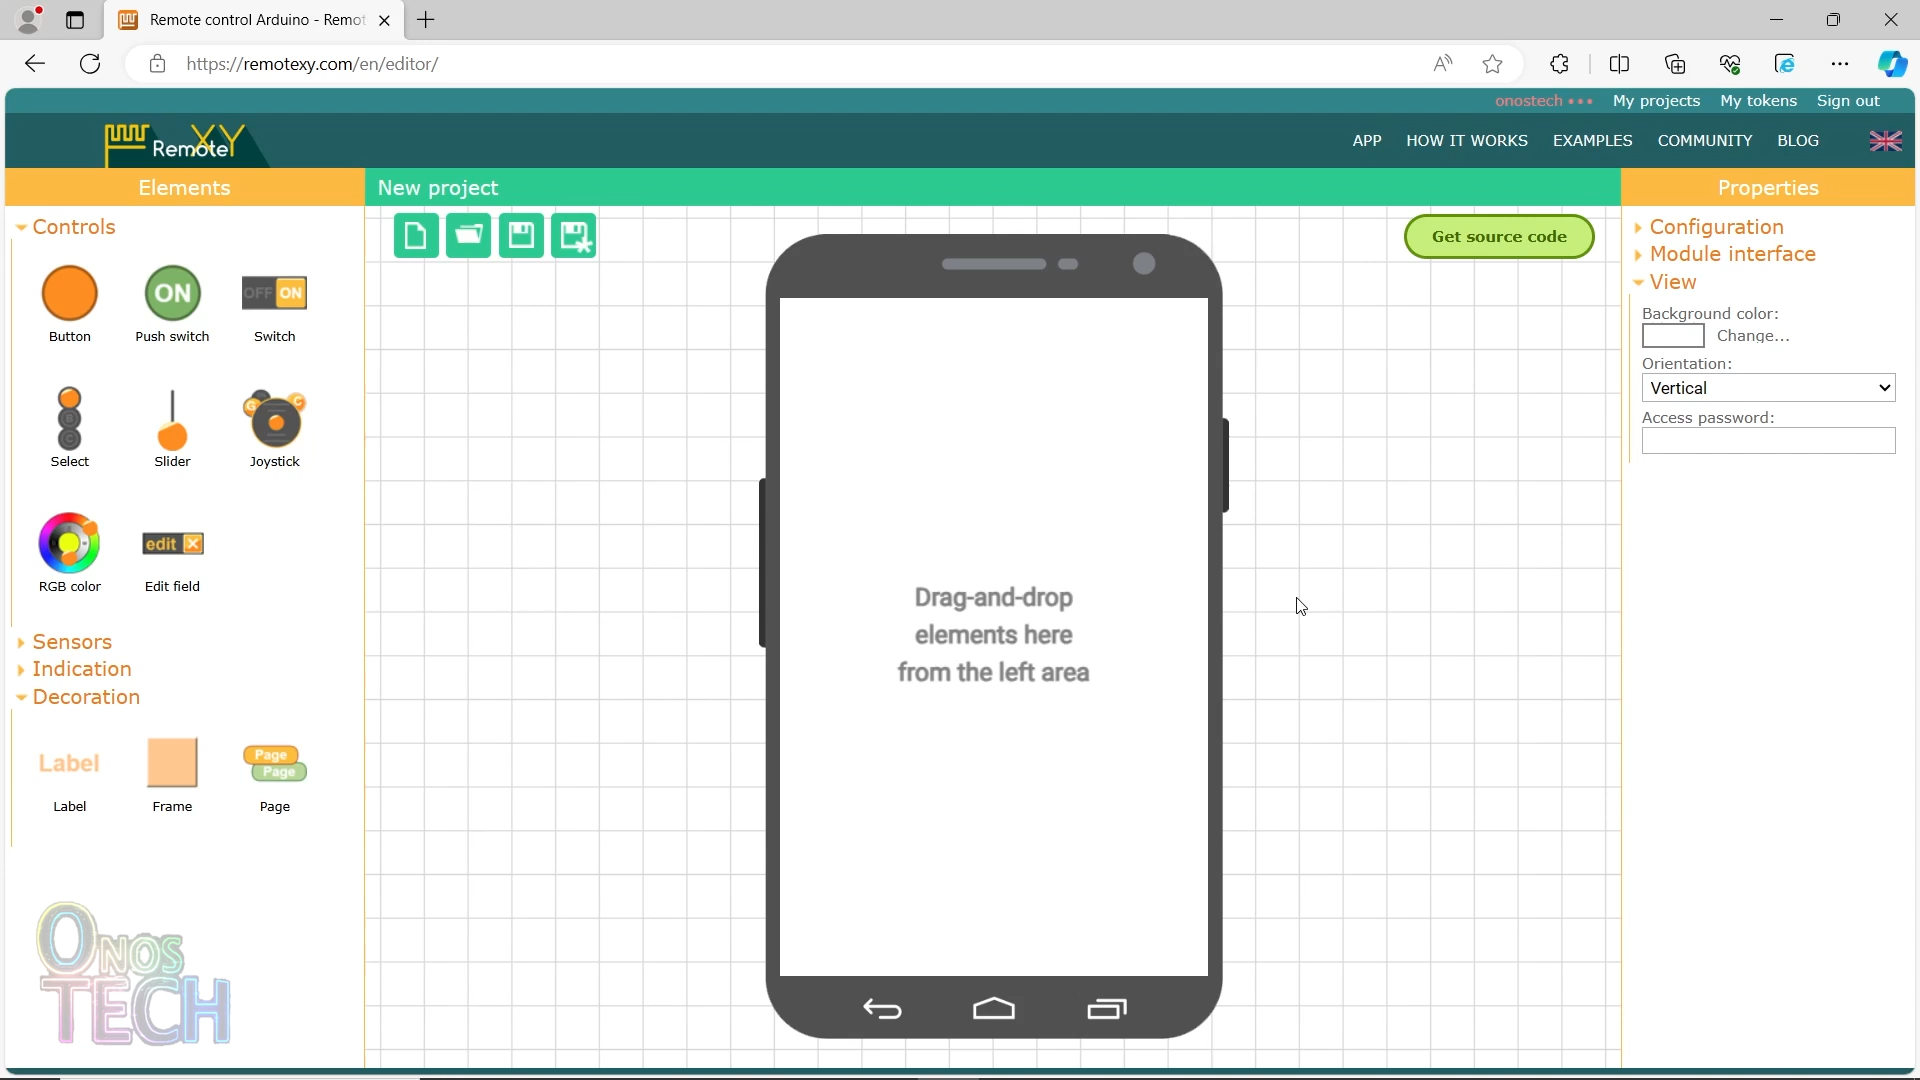 Remote control Arduino - Remot
https://remotexy.com/en/editor/
onostech •••
My projects
My tokens
Sign out
RemoteXY
APP
HOW IT WORKS
EXAMPLES
COMMUNITY
BLOG
Elements
New project
Properties
Controls
Button
ON
Push switch
OFF ON
Switch
B
C
Select
Slider
G
C
Joystick
RGB color
edit
Edit field
Sensors
Indication
Decoration
Label
Label
Frame
Page
Page
Page
ONOS
TECH
Get source code
Drag-and-drop
elements here
from the left area
Configuration
Module interface
View
Background color:
Change...
Orientation:
Vertical
Access password: